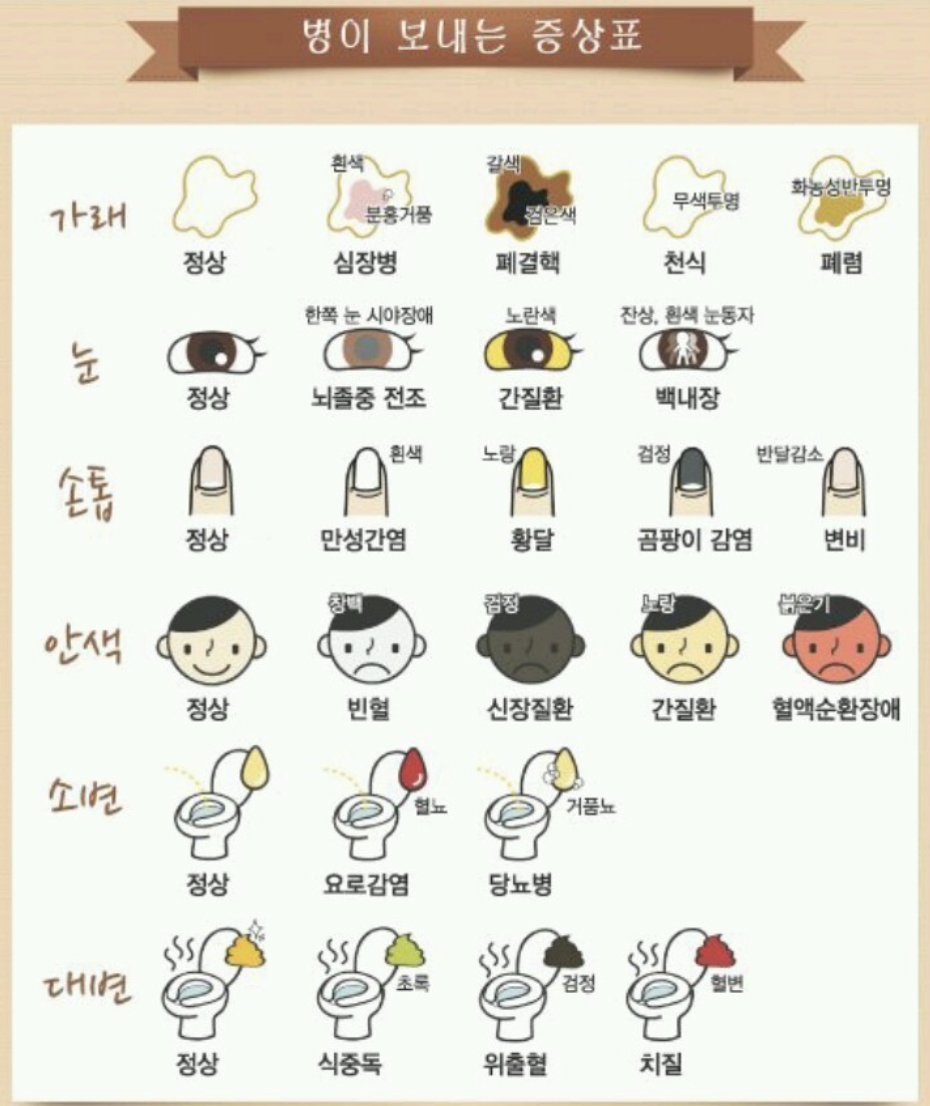 병이 보내는 증상표
가래
정상
흰색
분홍거품
심장병
갈색
검은색
폐결핵
무색투명
천식
화농성반투명
폐렴
눈
정상
한쪽 눈 시야장애
뇌졸중 전조
노란색
간질환
잔상, 흰색 눈동자
백내장
손톱
정상
흰색
만성간염
노랑
황달
검정
곰팡이 감염
반달감소
변비
안색
정상
창백
빈혈
검정
신장질환
노랑
간질환
붉은기
혈액순환장애
소변
정상
혈뇨
요로감염
거품뇨
당뇨병
대변
정상
초록
식중독
검정
위출혈
혈변
치질